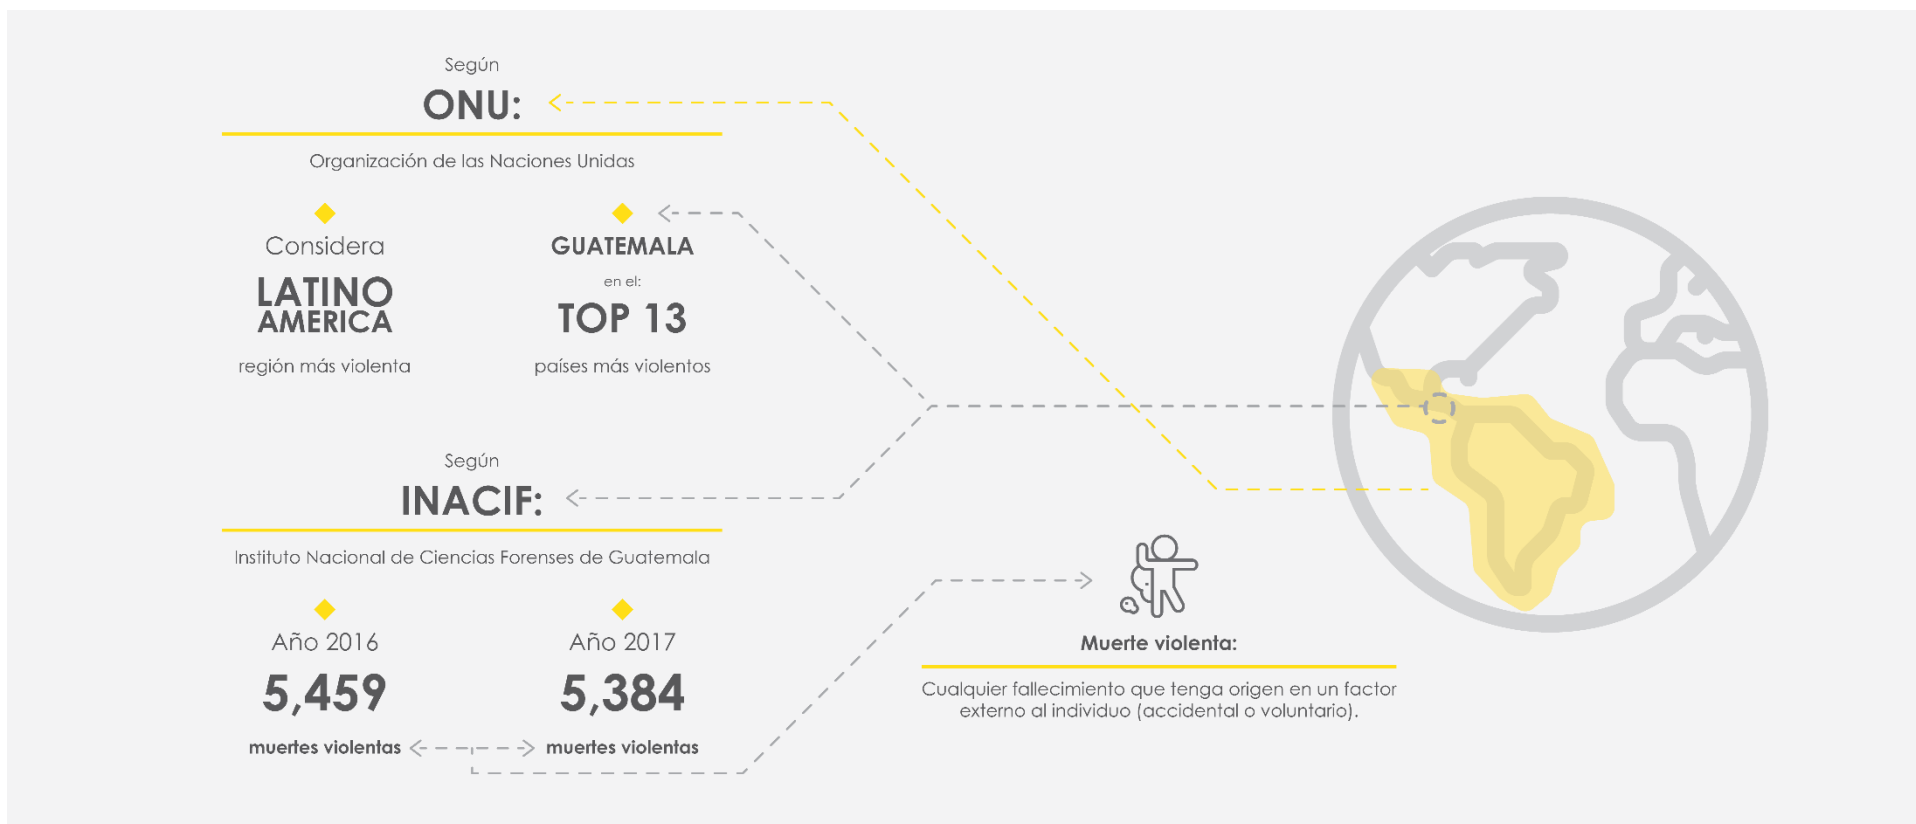 Según
ONU:
Organización de las Naciones Unidas
Considera
LATINO
AMERICA
región más violenta
GUATEMALA
en el:
TOP 13
países más violentos
Según
INACIF:
Instituto Nacional de Ciencias Forenses de Guatemala
Año 2016
5,459
muertes violentas
Año 2017
5,384
muertes violentas
Muerte violenta:
Cualquier fallecimiento que tenga origen en un factor
externo al individuo (accidental o voluntario).